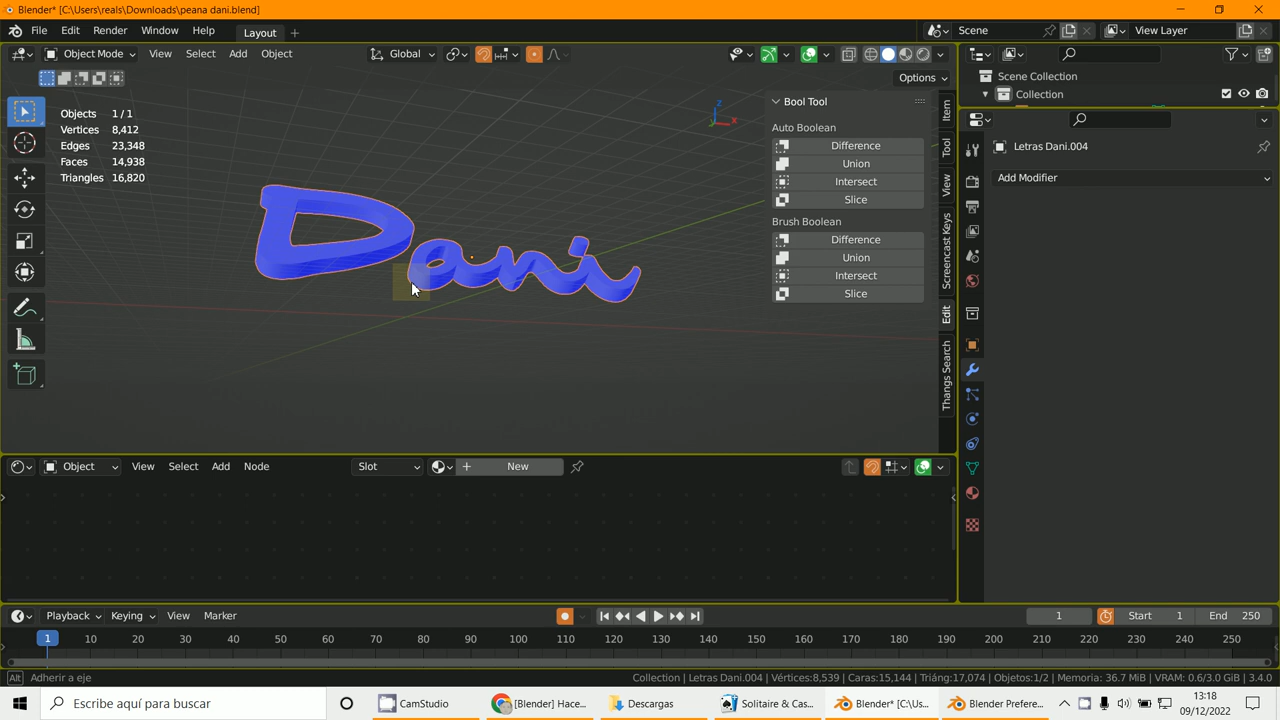 Blender* [C:\Users\reals\Downloads\peana dani.blend]
File Edit Render Window Help Layout + Scene View Layer
Object Mode View Select Add Object Global
Options
Objects 1 / 1
Vertices 8,412
Edges 23,348
Faces 14,938
Triangles 16,820
Dani
Z
X
Bool Tool
Auto Boolean
Difference
Union
Intersect
Slice
Brush Boolean
Difference
Union
Intersect
Slice
Item
Tool
View
Screencast Keys
Edit
Thangs Search
Scene Collection
Collection
Letras Dani.004
Add Modifier
Object View Select Add Node Slot New
Playback Keying View Marker 1 Start 1 End 250
1 10 20 30 40 50 60 70 80 90 100 110 120 130 140 150 160 170 180 190 200 210 220 230 240 250
Alt Adherir a eje
Collection | Letras Dani.004 | Vértices:8,539 | Caras:15,144 | Triáng:17,074 | Objetos:1/2 | Memoria: 36.7 MiB | VRAM: 0.6/3.0 GiB | 3.4.0
Escribe aquí para buscar
CamStudio
[Blender] Hace...
Descargas
Solitaire & Cas...
Blender* [C:\Us...
Blender Prefere...
13:18
09/12/2022